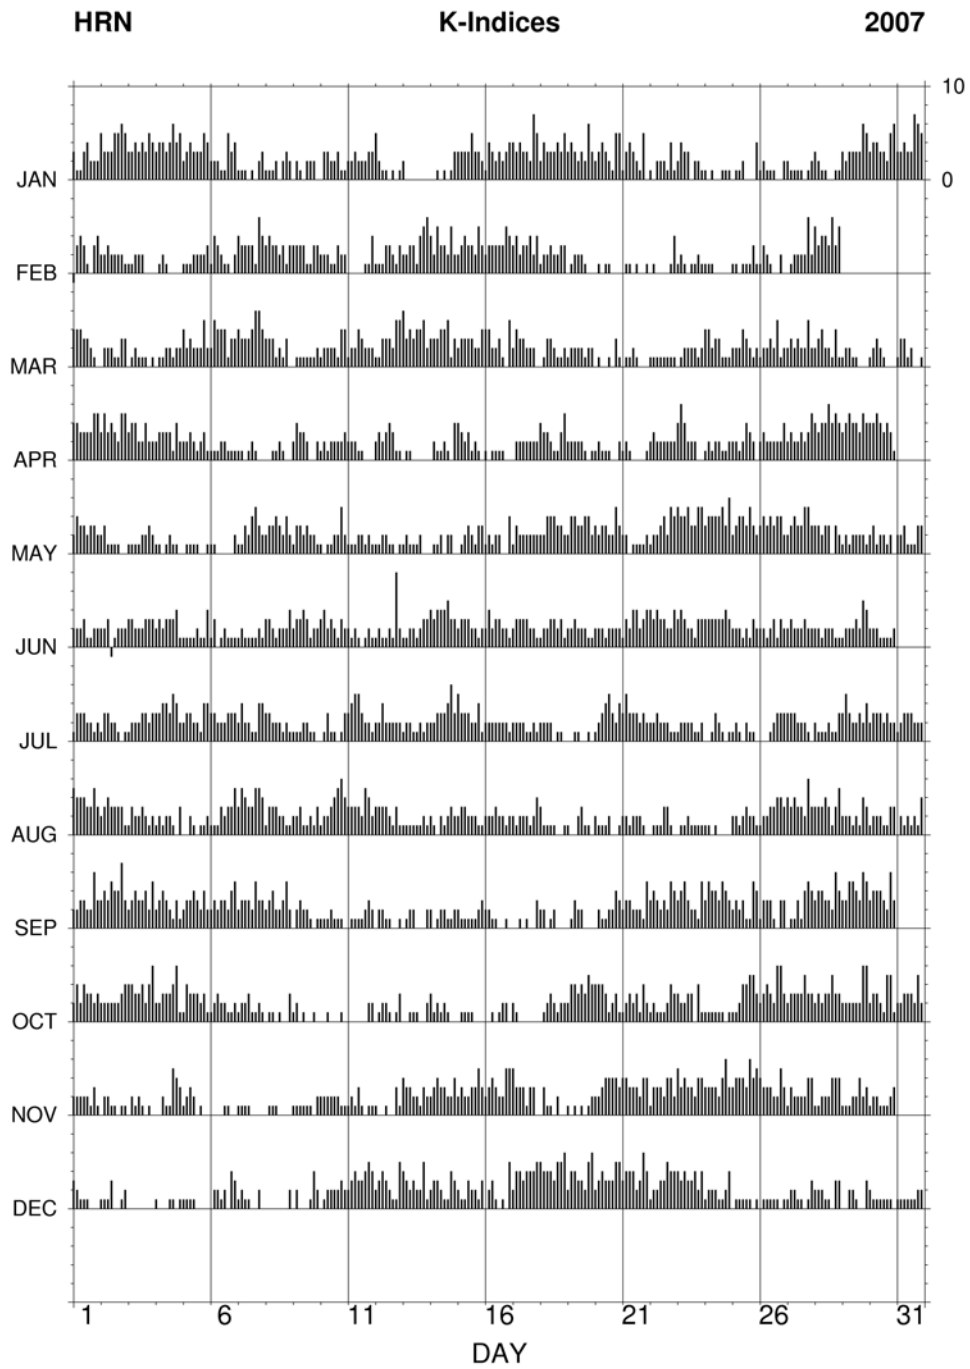 HRN K-Indices 2007
10
JAN 0
FEB
MAR
APR
MAY
JUN
JUL
AUG
SEP
OCT
NOV
DEC
1 6 11 16 21 26 31
DAY